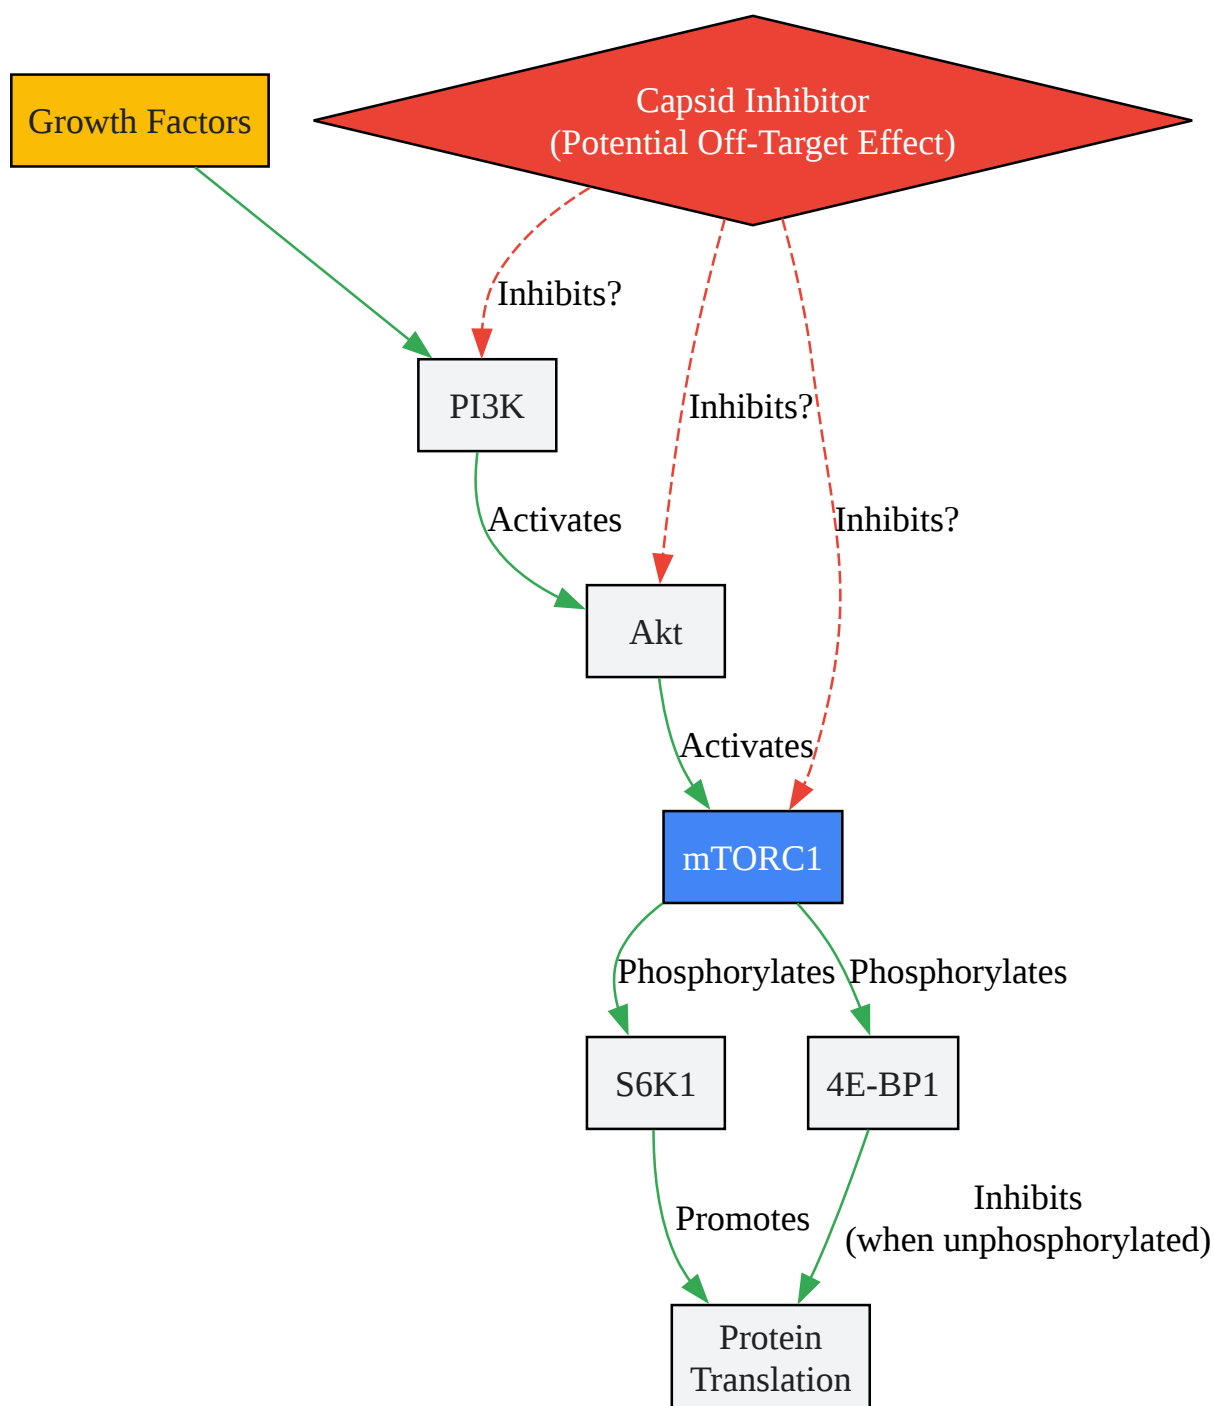 Growth Factors
Capsid Inhibitor
(Potential Off-Target Effect)
Inhibits?
PI3K
Inhibits?
Activates
Inhibits?
Akt
Activates
mTORC1
Phosphorylates
Phosphorylates
S6K1
4E-BP1
Promotes
Inhibits
(when unphosphorylated)
Protein
Translation